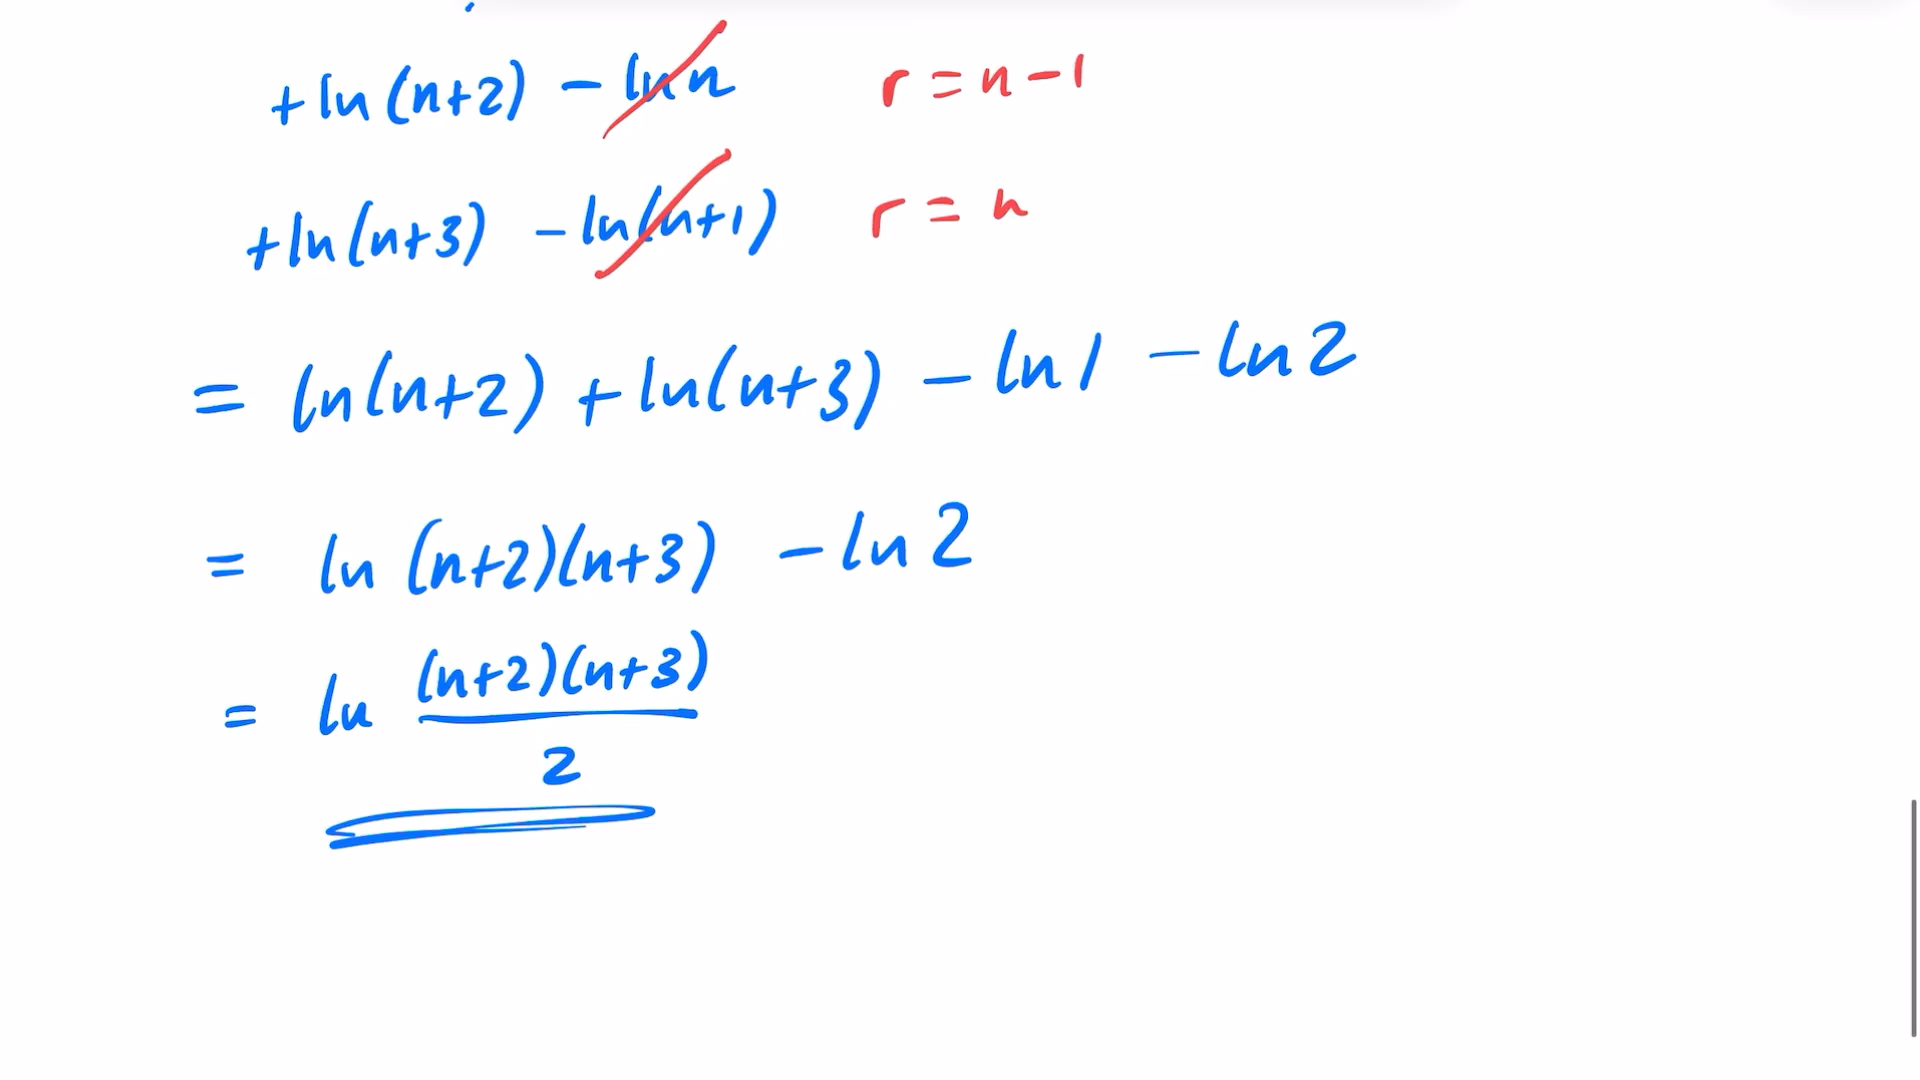 +ln(n+2) - ln n r = n - 1
+ln(n+3) - ln(n+1) r = n
= ln(n+2) + ln(n+3) - ln 1 - ln 2
= ln (n+2)(n+3) - ln 2
= ln (n+2)(n+3)
2